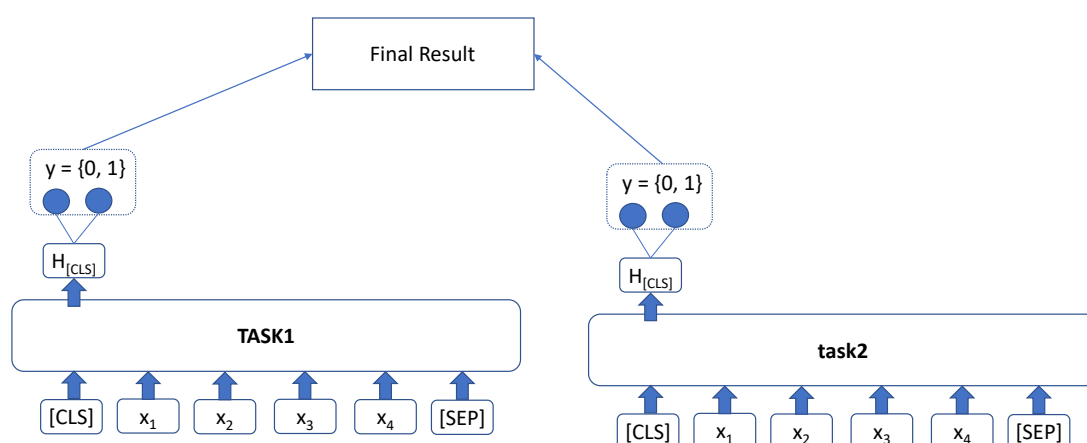 Final Result
y = {0, 1}
y = {0, 1}
H[CLS]
H[CLS]
TASK1
task2
[CLS] x1 x2 x3 x4 [SEP]
[CLS] x1 x2 x3 x4 [SEP]